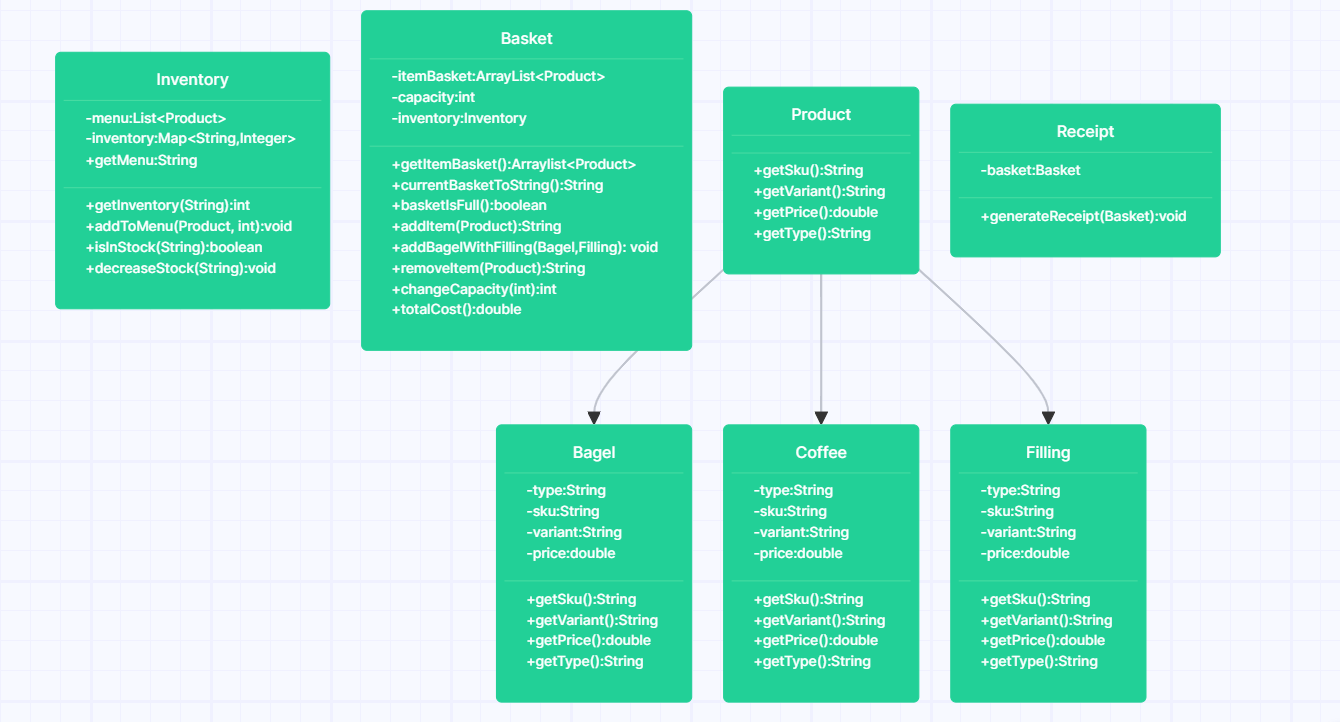 Inventory
-menu:List<Product>
-inventory:Map<String,Integer>
+getMenu:String
+getInventory(String):int
+addToMenu(Product, int):void
+isInStock(String):boolean
+decreaseStock(String):void
Basket
-itemBasket:ArrayList<Product>
-capacity:int
-inventory:Inventory
+getItemBasket():Arraylist<Product>
+currentBasketToString():String
+basketIsFull():boolean
+addItem(Product):String
+addBagelWithFilling(Bagel,Filling): void
+removeItem(Product):String
+changeCapacity(int):int
+totalCost():double
Product
+getSku():String
+getVariant():String
+getPrice():double
+getType():String
Receipt
-basket:Basket
+generateReceipt(Basket):void
Bagel
-type:String
-sku:String
-variant:String
-price:double
+getSku():String
+getVariant():String
+getPrice():double
+getType():String
Coffee
-type:String
-sku:String
-variant:String
-price:double
+getSku():String
+getVariant():String
+getPrice():double
+getType():String
Filling
-type:String
-sku:String
-variant:String
-price:double
+getSku():String
+getVariant():String
+getPrice():double
+getType():String